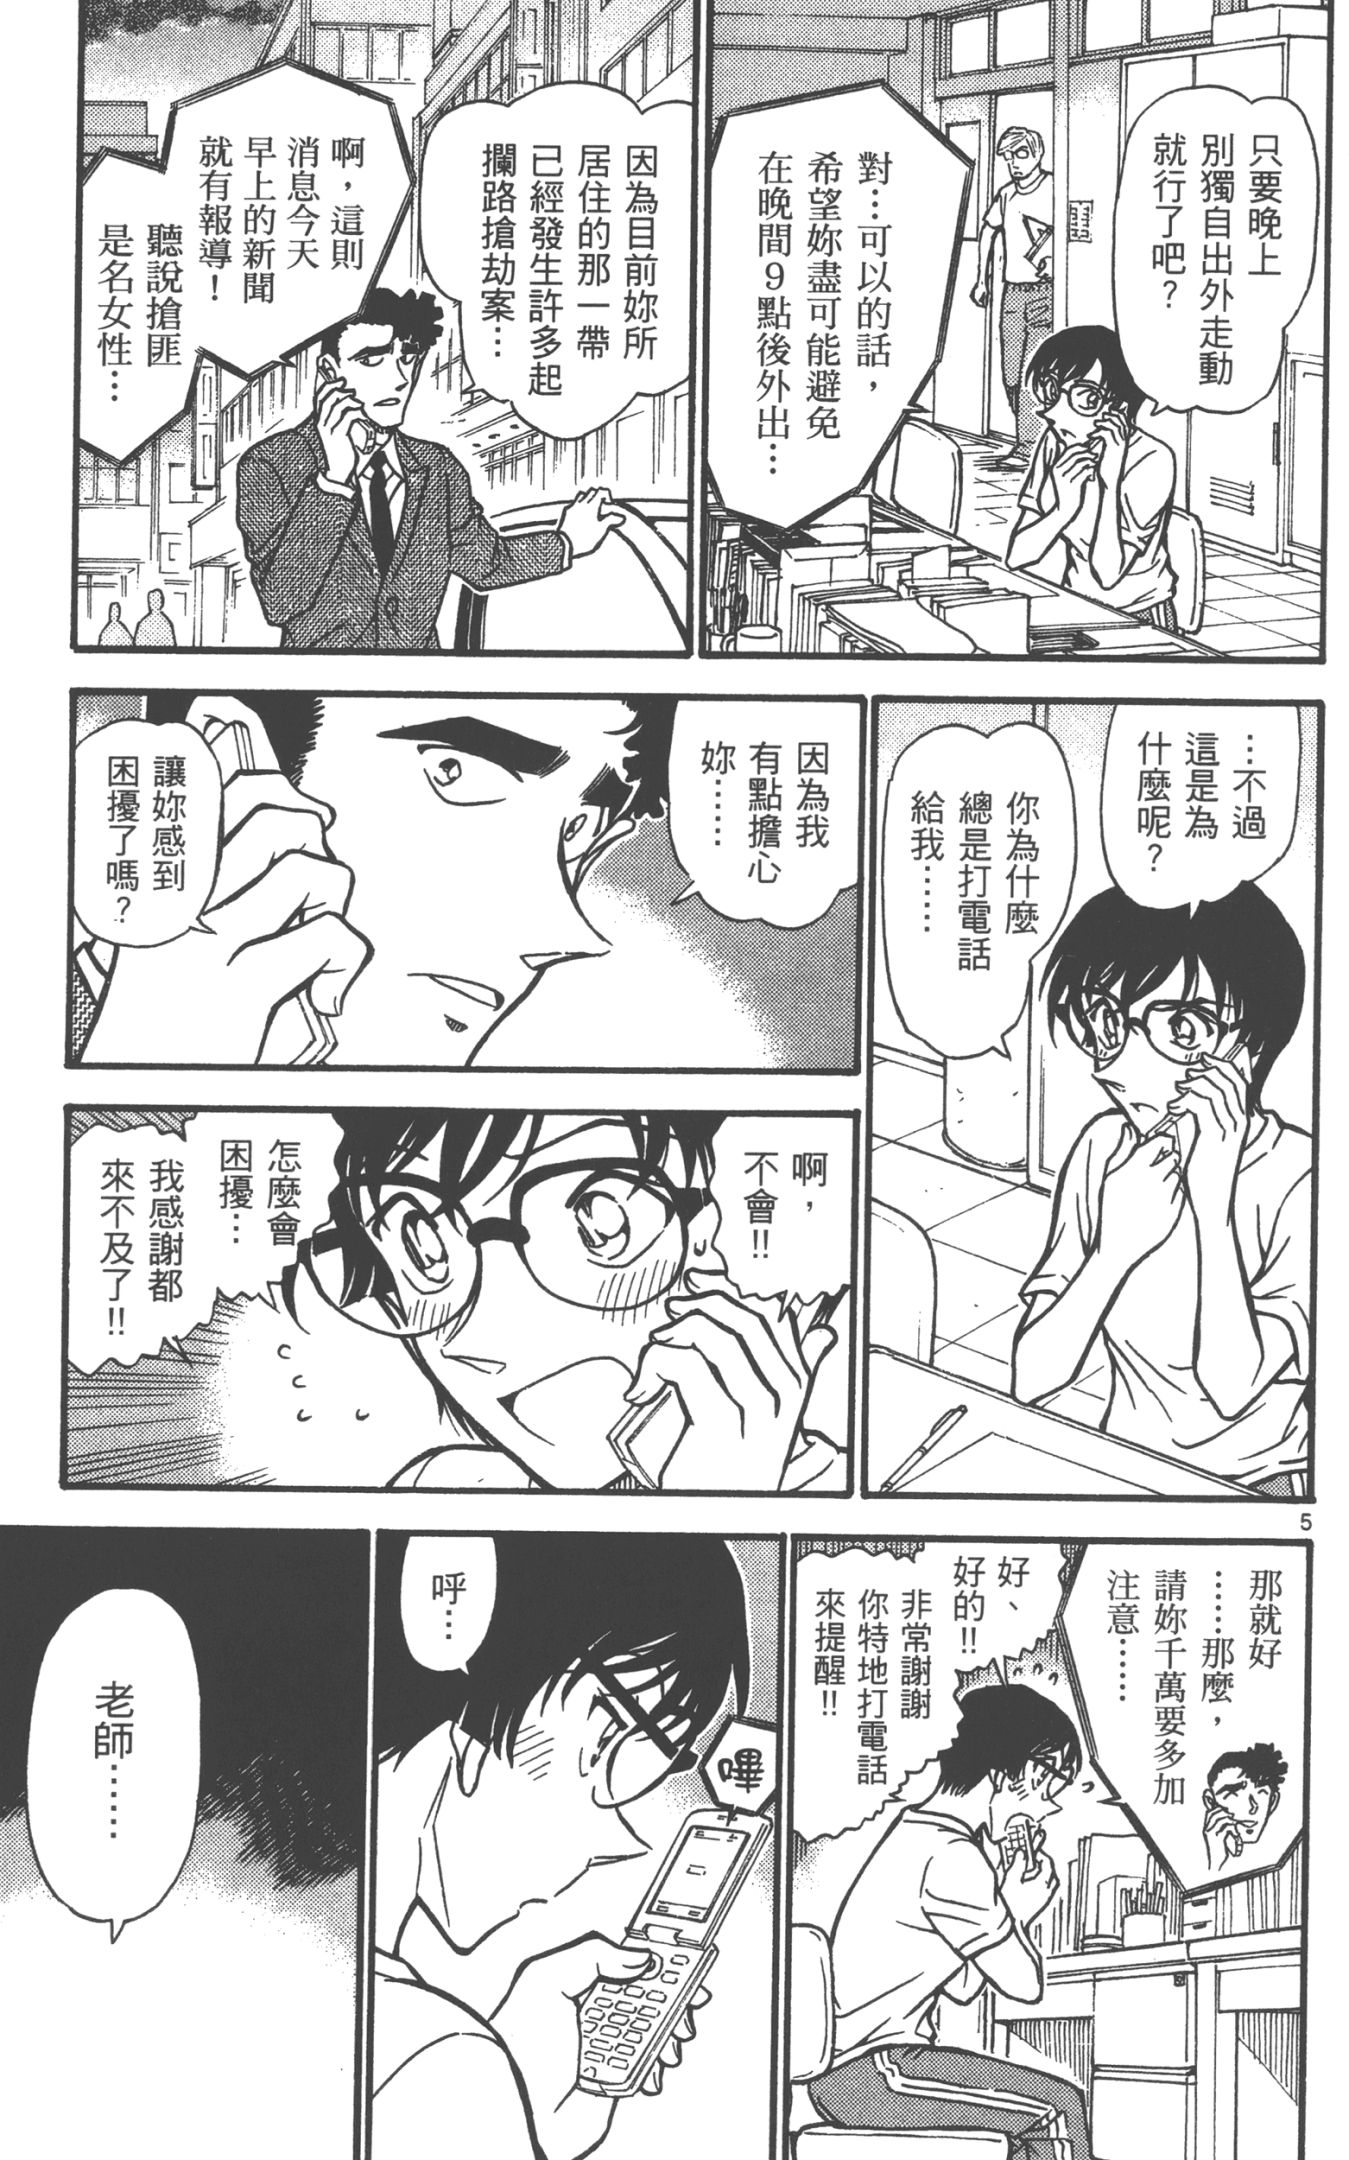 只要晚上
別獨自出外走動
就行了吧？
對…可以的話，
希望妳盡可能避免
在晚間9點後外出…
因為目前妳所
居住的那一帶
已經發生許多起
攔路搶劫案…
啊，這則
消息今天
早上的新聞
就有報導！
聽說搶匪
是名女性…
…不過
這是為
什麼呢？
你為什麼
總是打電話
給我……
因為我
有點擔心
妳……
讓妳感到
困擾了嗎？
啊，
不會!!
怎麼會
困擾…
我感謝都
來不及了!!
5
那就好
……那麼，
請妳千萬要多加
注意……
好、
好的!!
非常謝謝
你特地打電話
來提醒!!
嗶
呼…
老師……